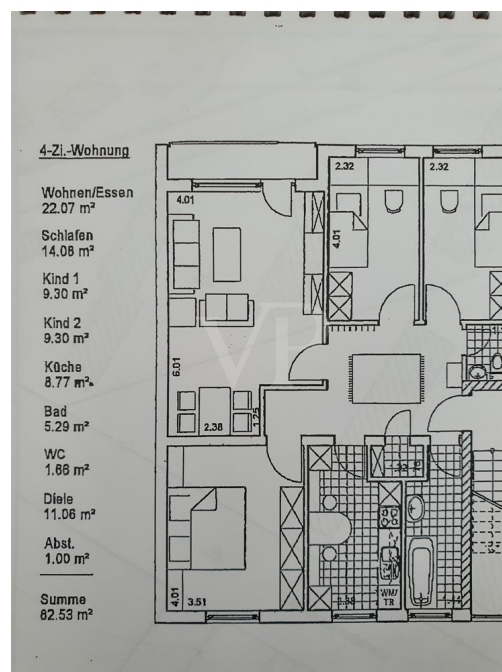 4-Zi.-Wohnung
Wohnen/Essen
22.07 m²
Schlafen
14.08 m²
Kind 1
9.30 m²
Kind 2
9.30 m²
Küche
8.77 m²
Bad
5.29 m²
WC
1.66 m²
Diele
11.06 m²
Abst.
1.00 m²
Summe
82.53 m²
4.01
2.32
2.32
4.01
6.01
2.38
1.25
4.01
3.51
WM/
TR